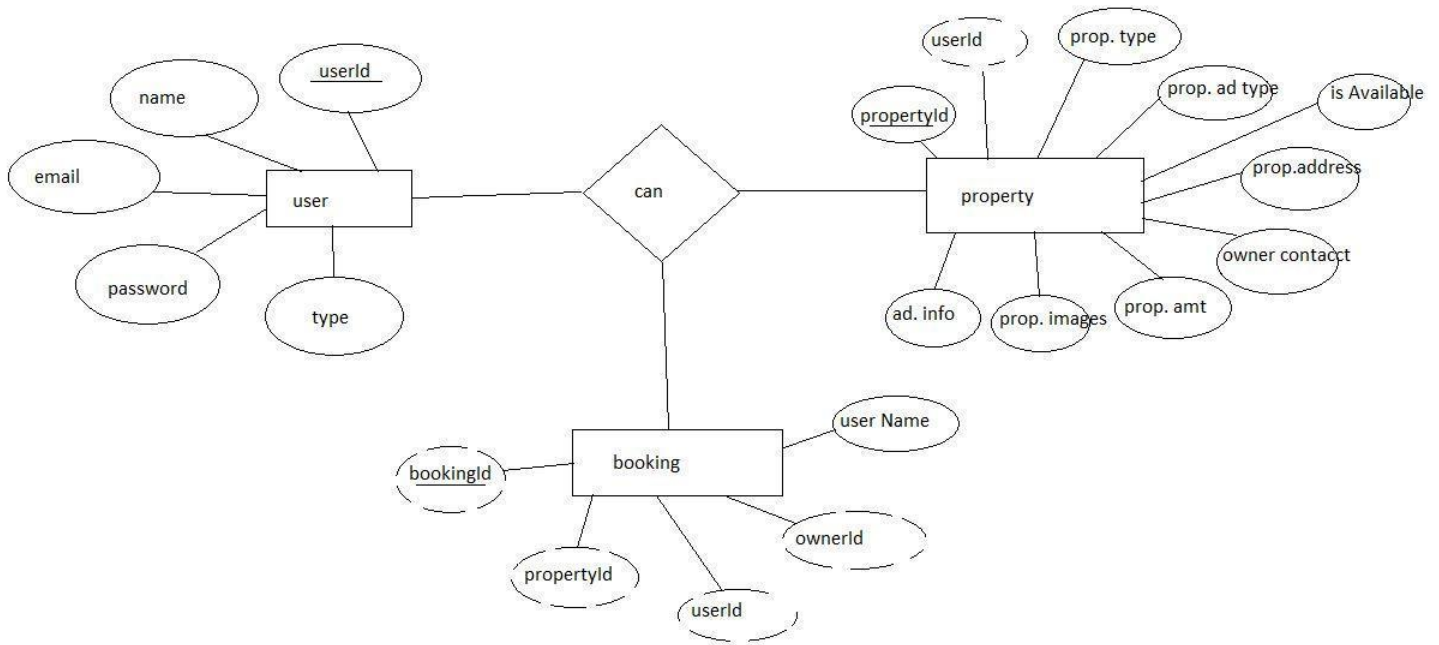 userId
name
email
user
password
type
can
userId
prop. type
prop. ad type
is Available
propertyId
property
prop.address
owner contacct
ad. info
prop. images
prop. amt
user Name
bookingId
booking
ownerId
propertyId
userId